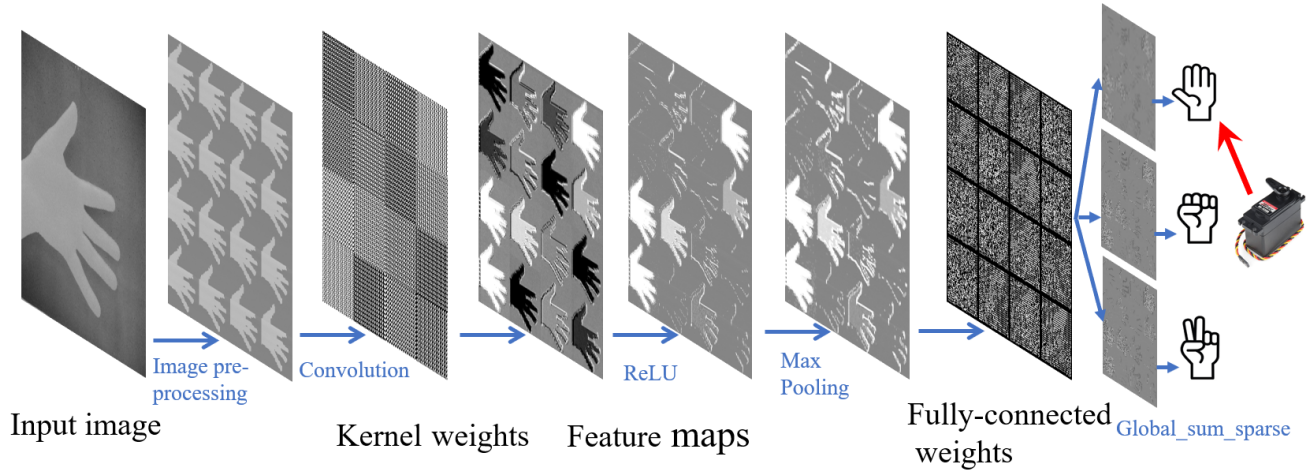 Image pre-
processing
Convolution
ReLU
Max
Pooling
Input image
Kernel weights
Feature maps
Fully-connected
weights
Global_sum_sparse